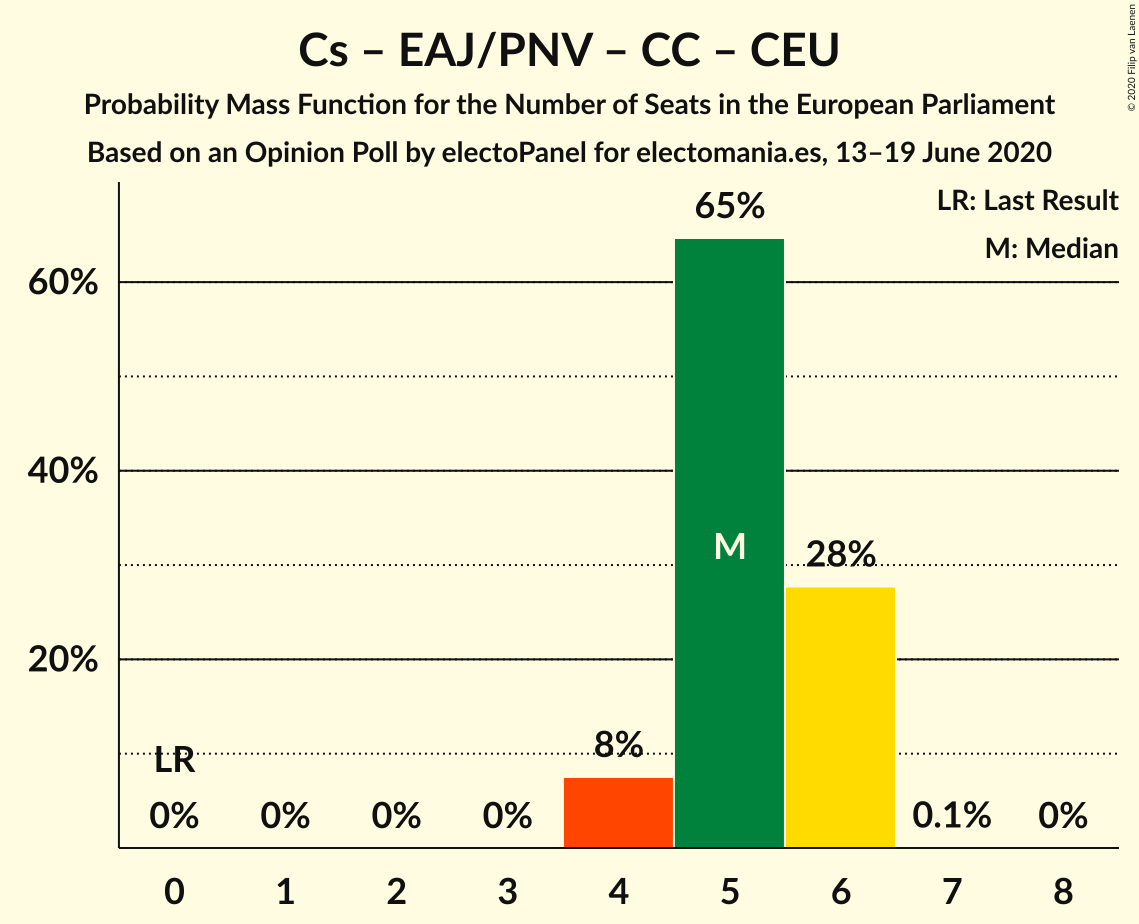 Cs – EAJ/PNV – CC – CEU
Probability Mass Function for the Number of Seats in the European Parliament
Based on an Opinion Poll by electoPanel for electomania.es, 13–19 June 2020
© 2020 Filip van Laenen
LR: Last Result
M: Median
65%
60%
40%
M
28%
20%
LR
8%
0% 0% 0% 0% 0.1% 0%
0 1 2 3 4 5 6 7 8